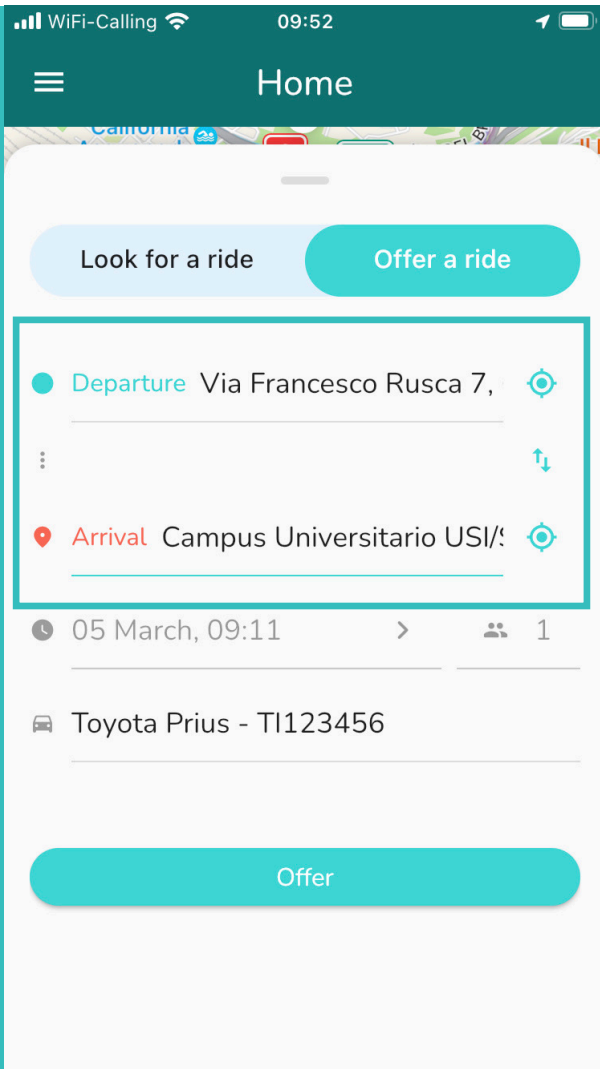 WiFi-Calling 09:52
Home
California
Look for a ride Offer a ride
Departure Via Francesco Rusca 7,
Arrival Campus Universitario USI/
05 March, 09:11 1
Toyota Prius - TI123456
Offer